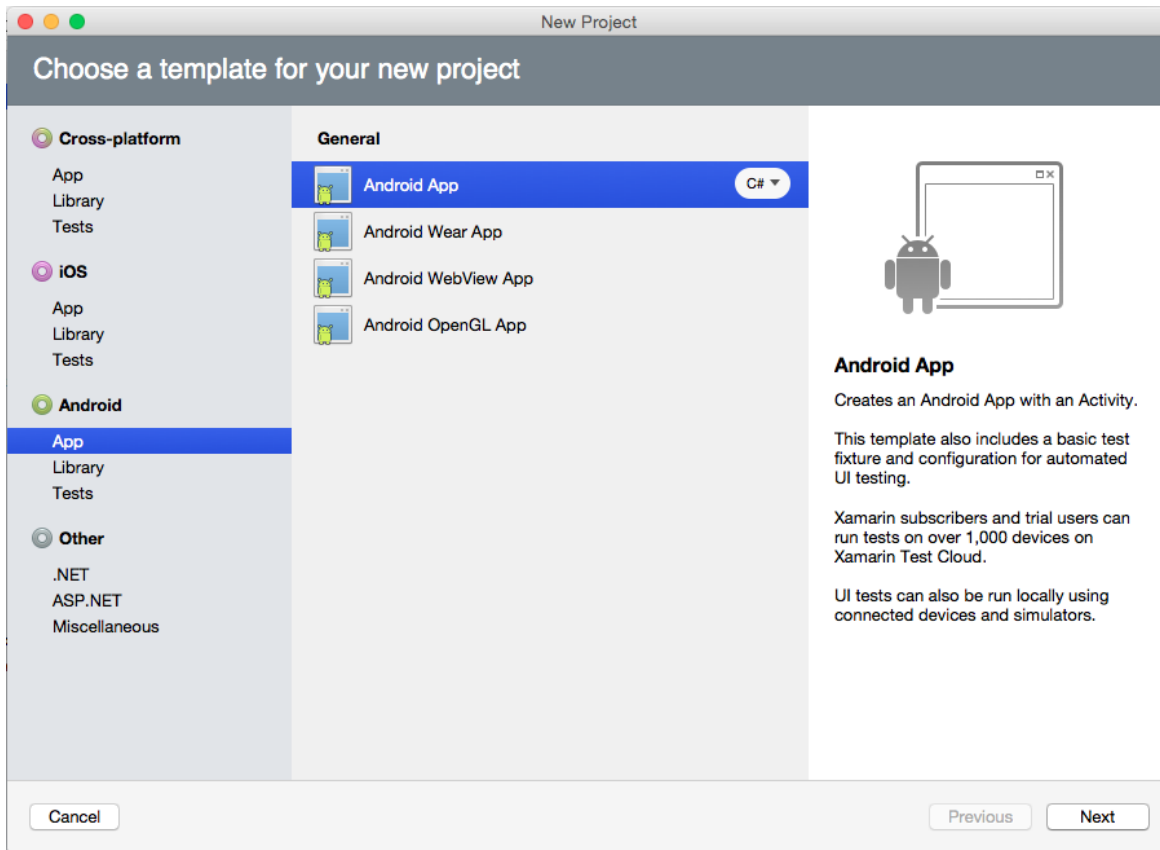 New Project
Choose a template for your new project
Cross-platform
App
Library
Tests
iOS
App
Library
Tests
Android
App
Library
Tests
Other
.NET
ASP.NET
Miscellaneous
General
Android App
C#
Android Wear App
Android WebView App
Android OpenGL App
Android App
Creates an Android App with an Activity.
This template also includes a basic test
fixture and configuration for automated
UI testing.
Xamarin subscribers and trial users can
run tests on over 1,000 devices on
Xamarin Test Cloud.
UI tests can also be run locally using
connected devices and simulators.
Cancel
Previous
Next